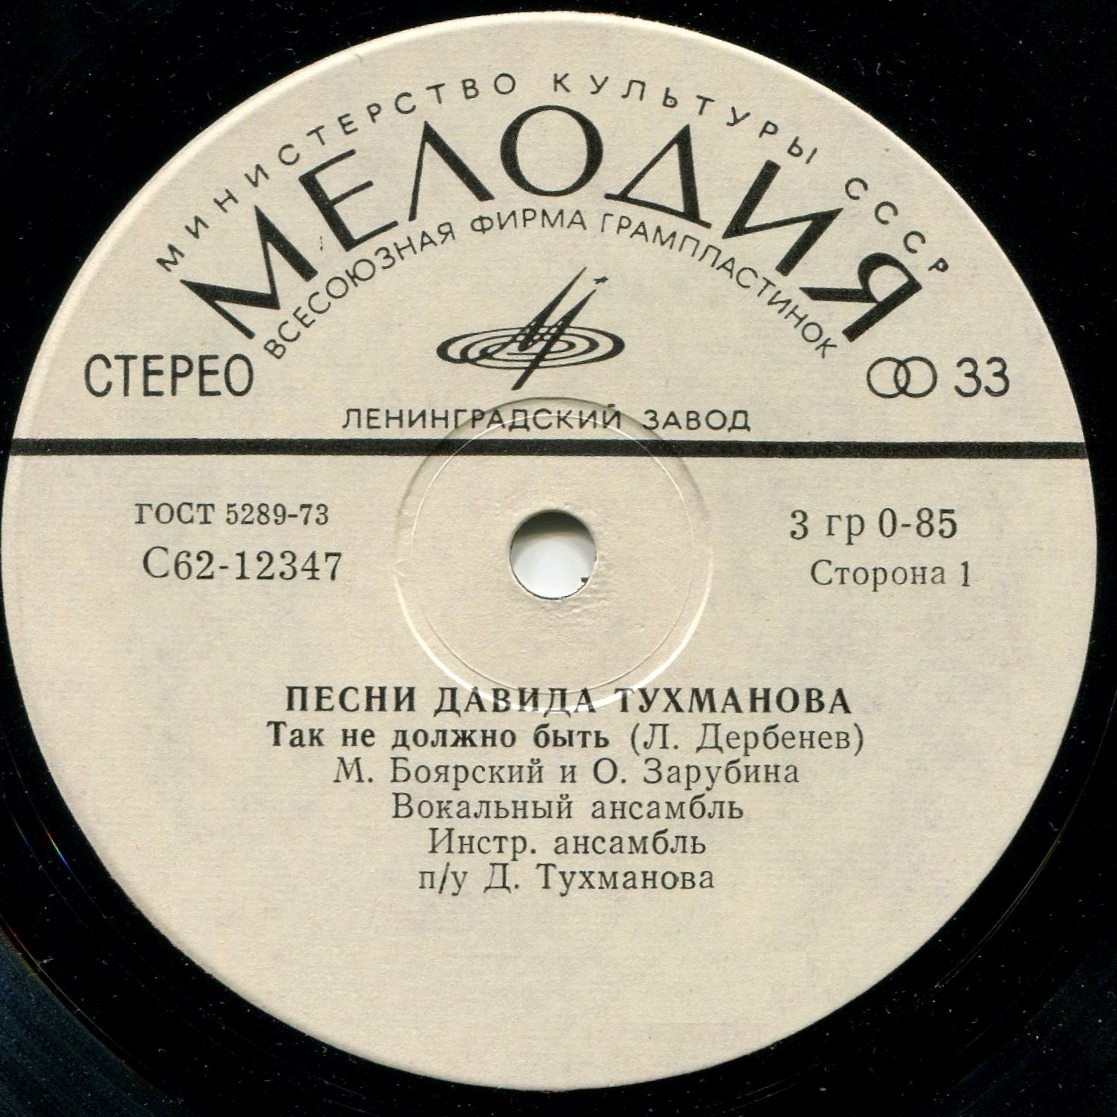 МИНИСТЕРСТВО КУЛЬТУРЫ СССР
МЕЛОДИЯ
ВСЕСОЮЗНАЯ ФИРМА ГРАМПЛАСТИНОК
СТЕРЕО
33
ЛЕНИНГРАДСКИЙ ЗАВОД
ГОСТ 5289-73
С62-12347
3 гр 0-85
Сторона 1
ПЕСНИ ДАВИДА ТУХМАНОВА
Так не должно быть (Л. Дербенев)
М. Боярский и О. Зарубина
Вокальный ансамбль
Инстр. ансамбль
п/у Д. Тухманова